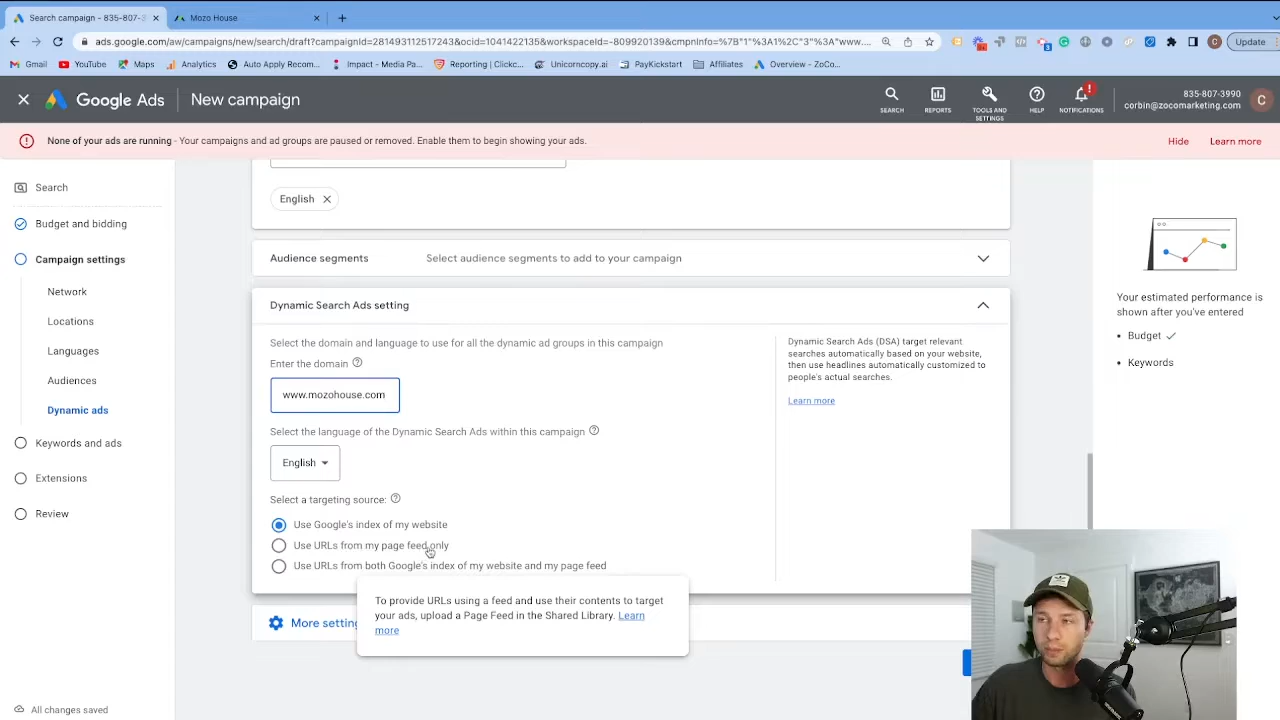 Search campaign - 835-807-3
Mozo House
ads.google.com/aw/campaigns/new/search/draft?campaignId=281493112517243&ocid=1041422135&workspaceId=-809920139&cmpnInfo=%7B"1"%3A1%2C"3"%3A"www....
Update
Gmail
YouTube
Maps
Analytics
Auto Apply Recom...
Impact - Media Pa...
Reporting | Clickc...
Unicorncopy.ai
PayKickstart
Affiliates
Overview - ZoCo...
Google Ads
New campaign
SEARCH
REPORTS
TOOLS AND SETTINGS
HELP
NOTIFICATIONS
835-807-3990
corbin@zocomarketing.com
C
None of your ads are running - Your campaigns and ad groups are paused or removed. Enable them to begin showing your ads.
Hide
Learn more
Search
Budget and bidding
Campaign settings
Network
Locations
Languages
Audiences
Dynamic ads
Keywords and ads
Extensions
Review
All changes saved
English
Audience segments
Select audience segments to add to your campaign
Dynamic Search Ads setting
Select the domain and language to use for all the dynamic ad groups in this campaign
Enter the domain
www.mozohouse.com
Select the language of the Dynamic Search Ads within this campaign
English
Select a targeting source:
Use Google's index of my website
Use URLs from my page feed only
Use URLs from both Google's index of my website and my page feed
To provide URLs using a feed and use their contents to target
your ads, upload a Page Feed in the Shared Library. Learn
more
More setting
Dynamic Search Ads (DSA) target relevant
searches automatically based on your website,
then use headlines automatically customized to
people's actual searches.
Learn more
Your estimated performance is
shown after you've entered
Budget
Keywords